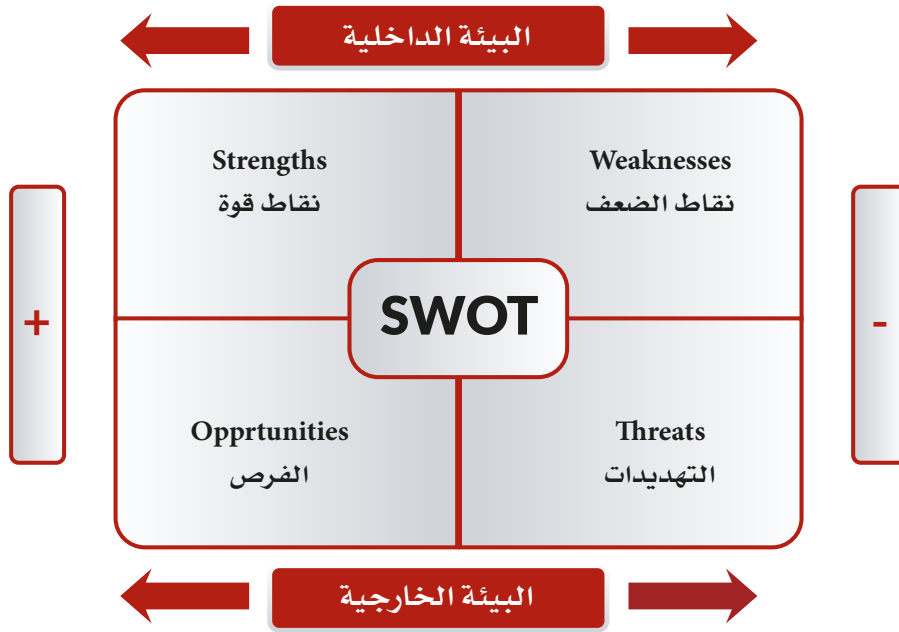 البيئة الداخلية
Strengths
نقاط قوة
Weaknesses
نقاط الضعف
+
SWOT
-
Opprtunities
الفرص
Threats
التهديدات
البيئة الخارجية